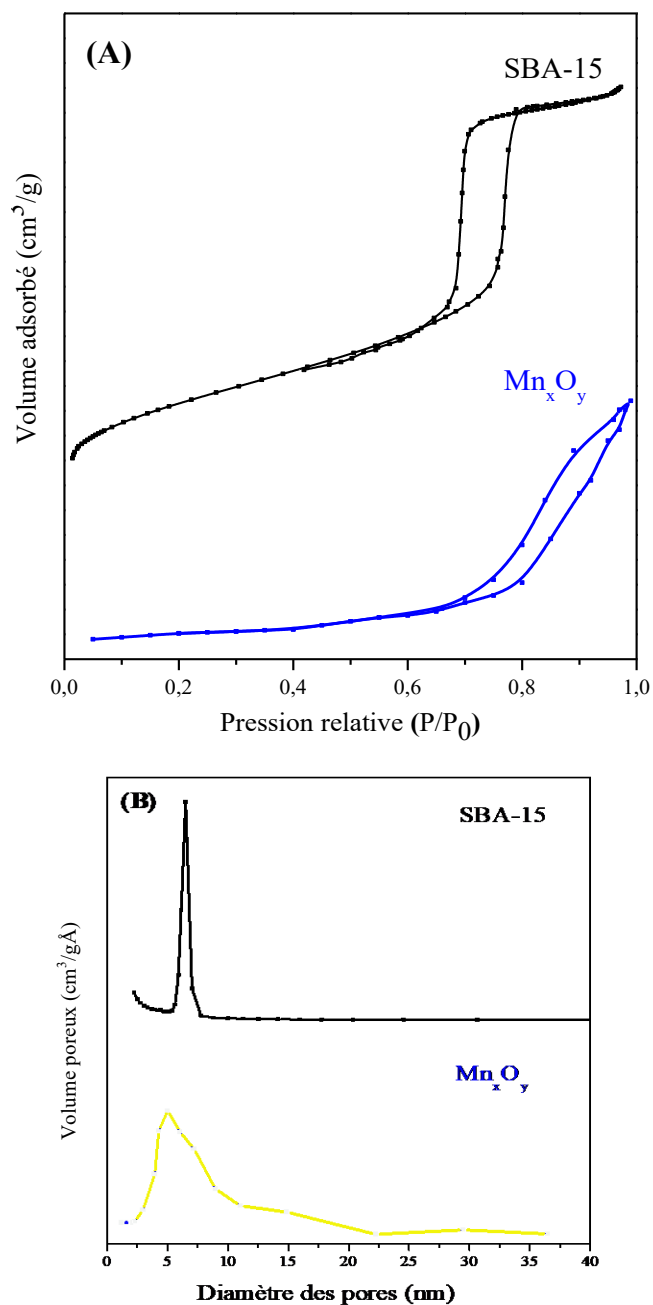 (A)
SBA-15
Volume adsorbé (cm³/g)
MnₓOᵧ
0,0 0,2 0,4 0,6 0,8 1,0
Pression relative (P/P₀)
(B)
SBA-15
Volume poreux (cm³/gÅ)
MnₓOᵧ
0 5 10 15 20 25 30 35 40
Diamètre des pores (nm)